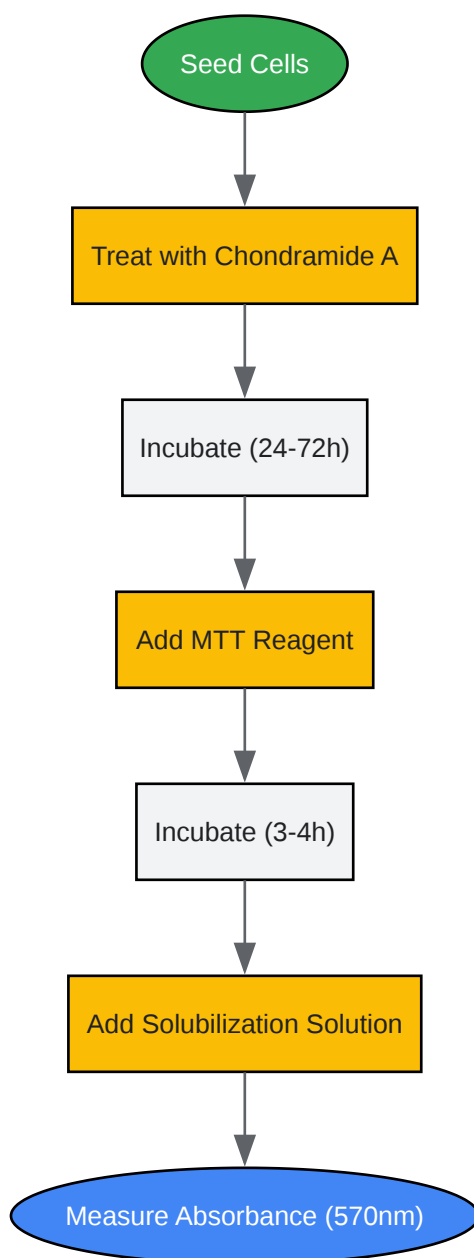 Seed Cells
Treat with Chondramide A
Incubate (24-72h)
Add MTT Reagent
Incubate (3-4h)
Add Solubilization Solution
Measure Absorbance (570nm)